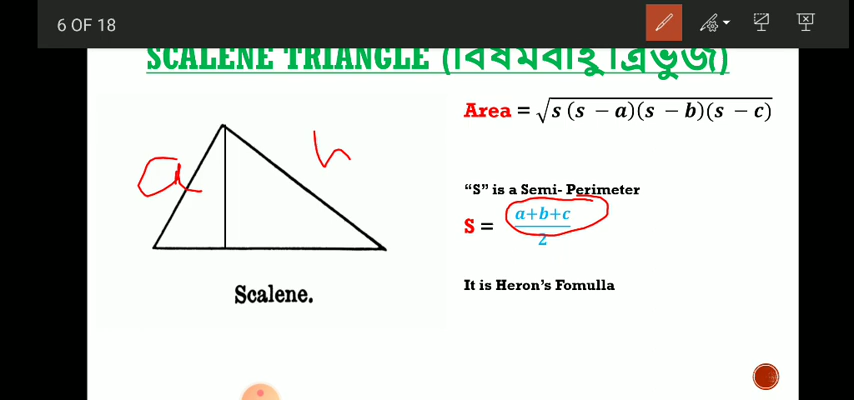 6 OF 18
SCALENE TRIANGLE (বিষমবাহু ত্রিভুজ)
Area = √s (s − a)(s − b)(s − c)
a
h
"S" is a Semi- Perimeter
S = a+b+c
2
It is Heron's Fomulla
Scalene.